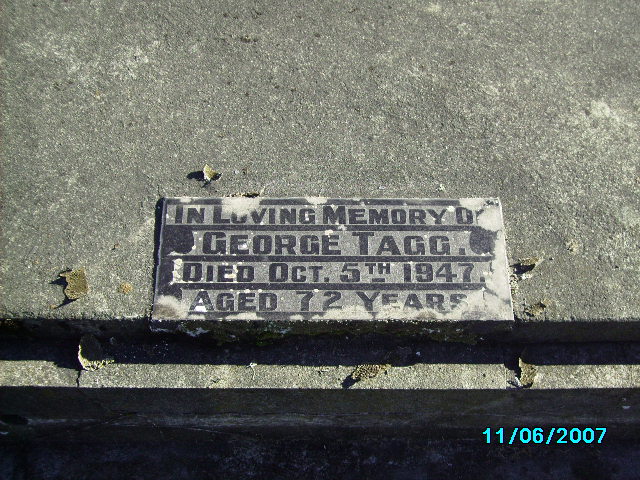 IN LOVING MEMORY OF
GEORGE TAGG.
DIED OCT. 5TH 1947.
AGED 72 YEARS
11/06/2007